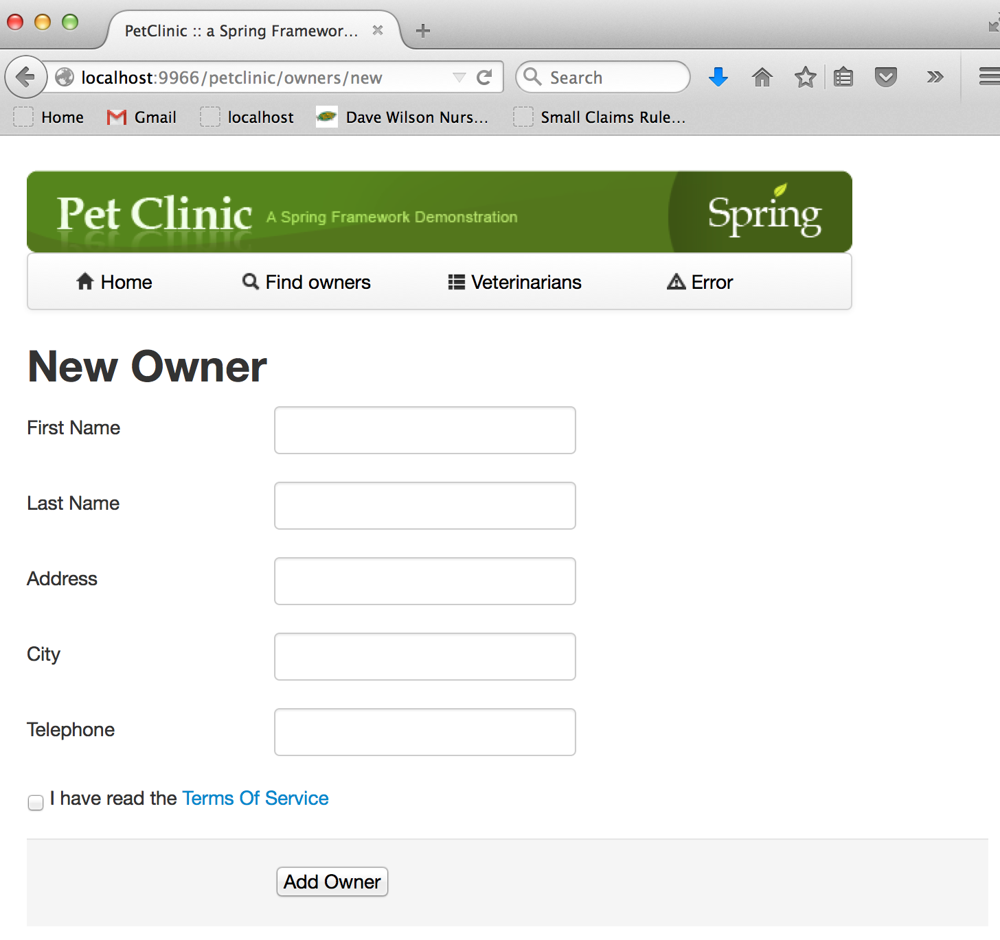 PetClinic :: a Spring Framewor...
localhost:9966/petclinic/owners/new
Search
Home Gmail localhost Dave Wilson Nurs... Small Claims Rule...
Pet Clinic A Spring Framework Demonstration Spring
Home Find owners Veterinarians Error
New Owner
First Name
Last Name
Address
City
Telephone
I have read the Terms Of Service
Add Owner